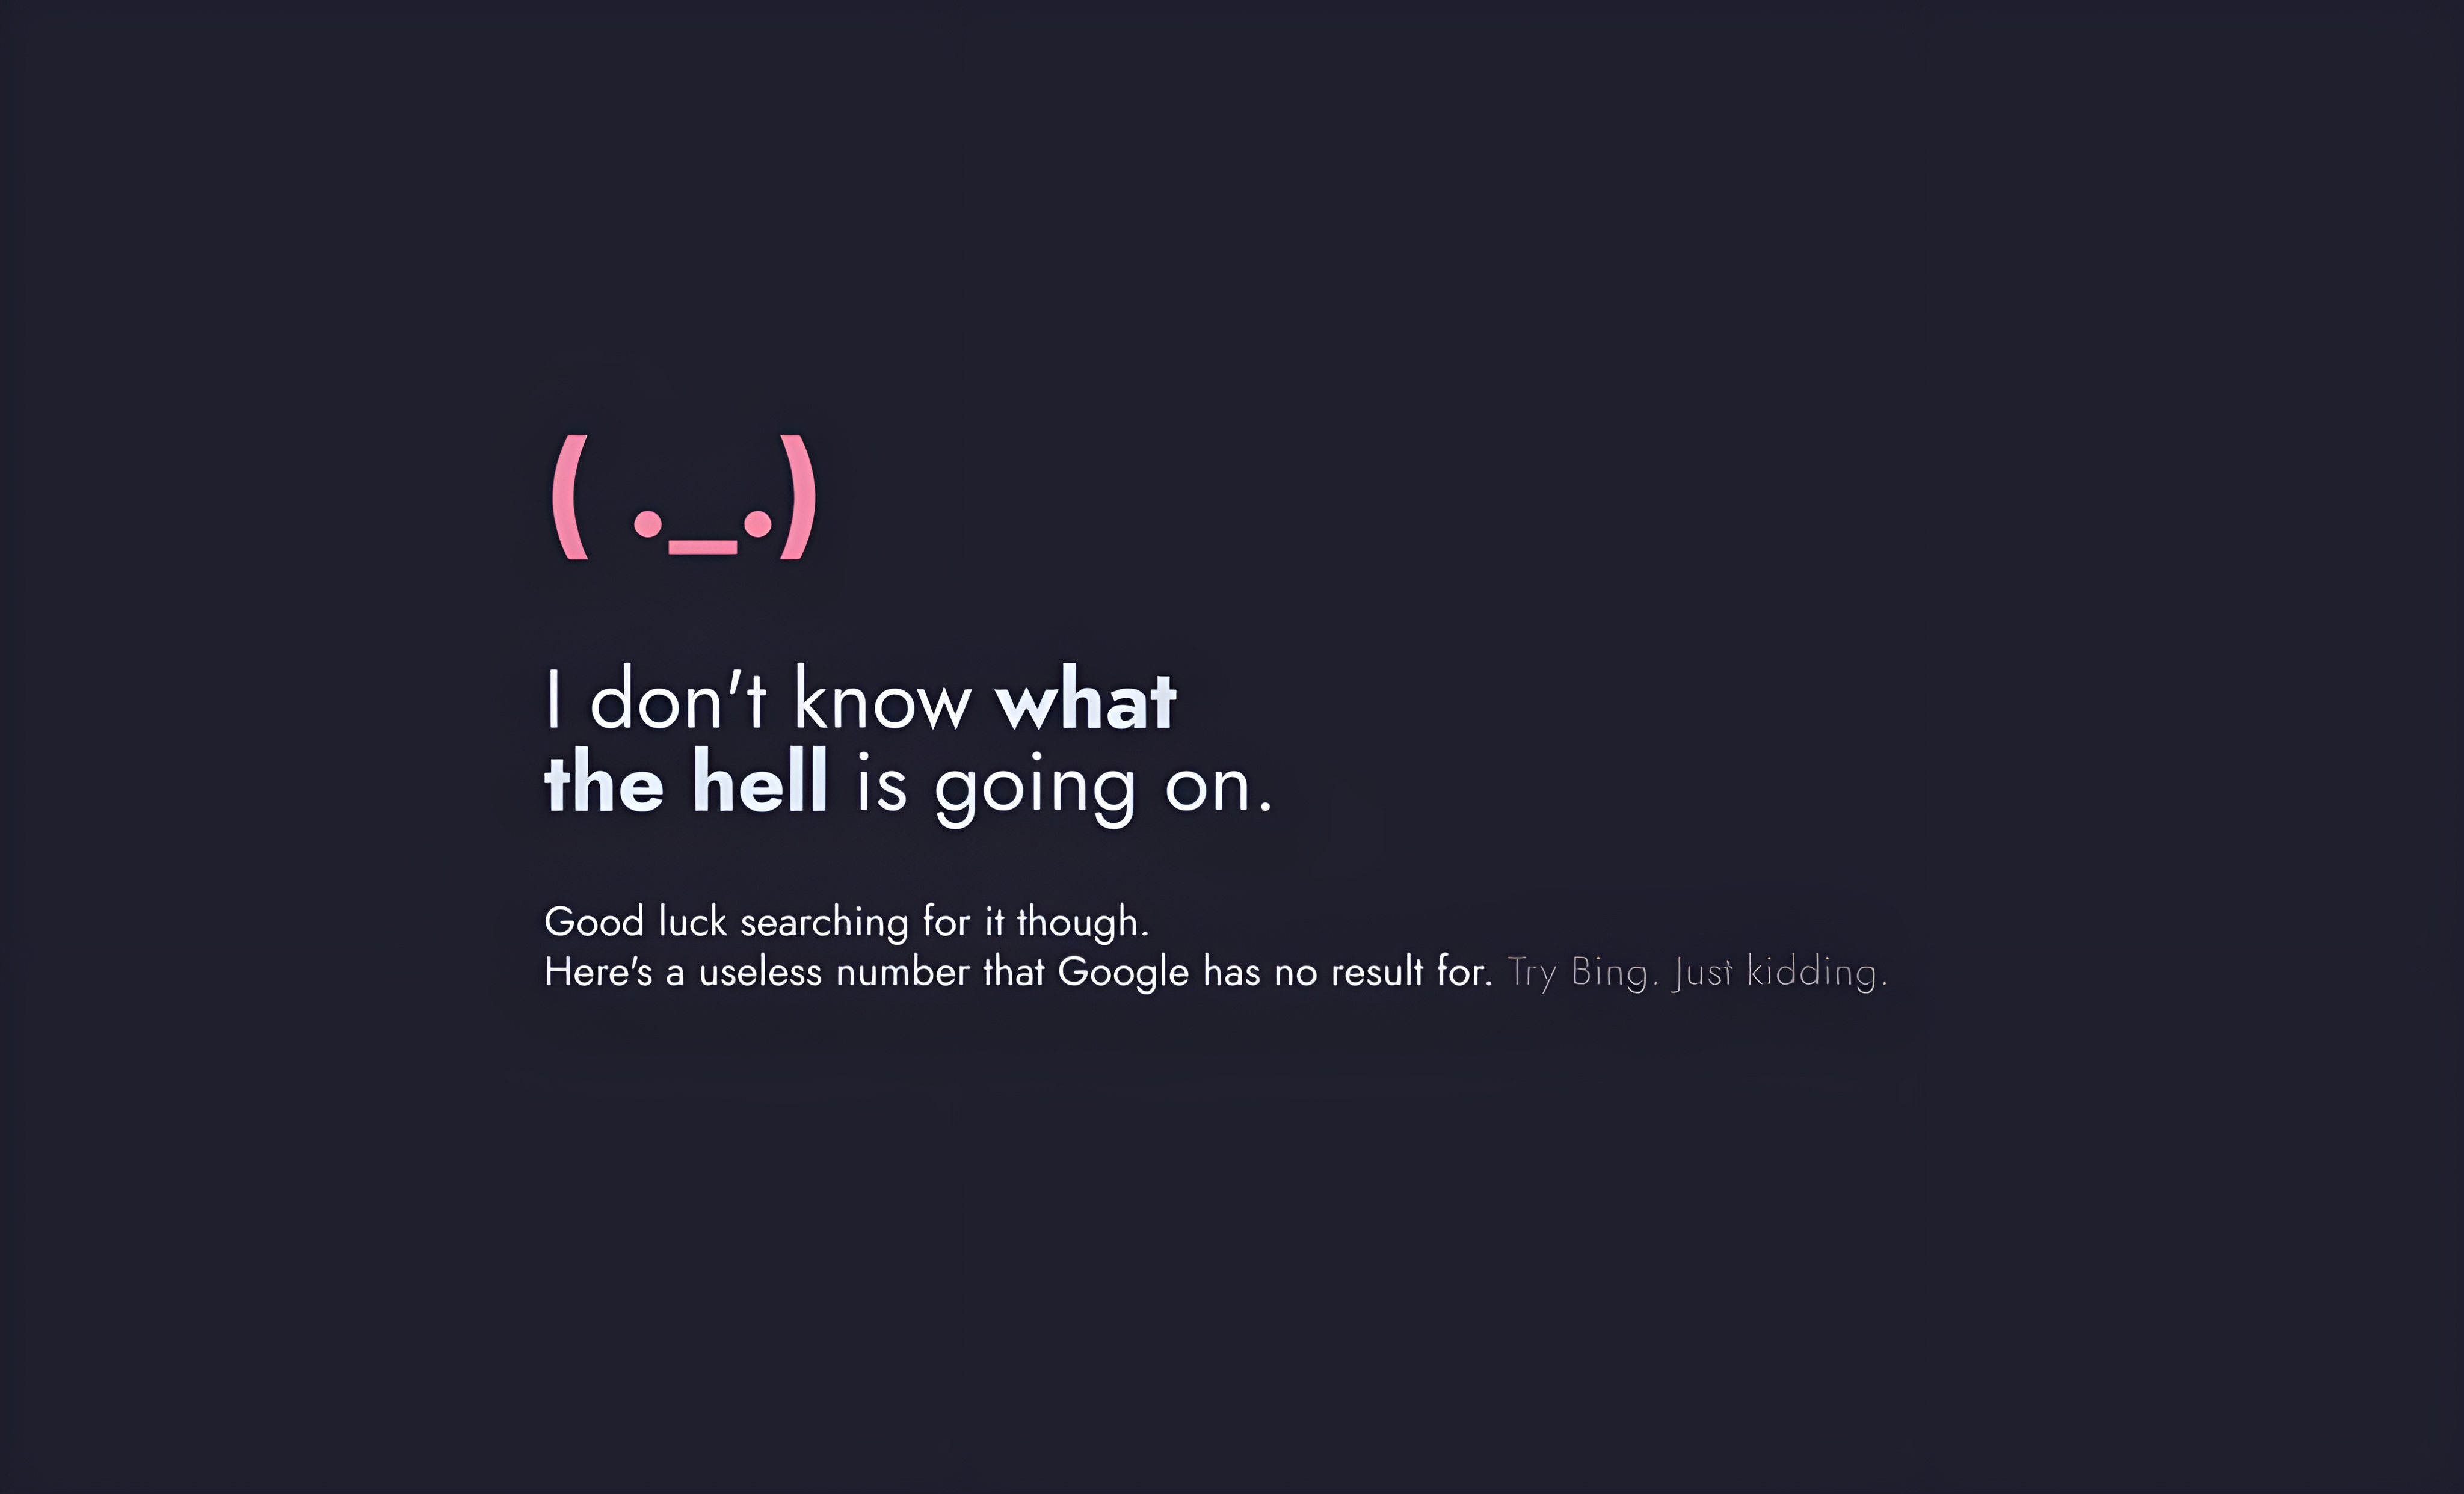 ( ._.)
I don't know what
the hell is going on.
Good luck searching for it though.
Here's a useless number that Google has no result for. Try Bing. Just kidding.